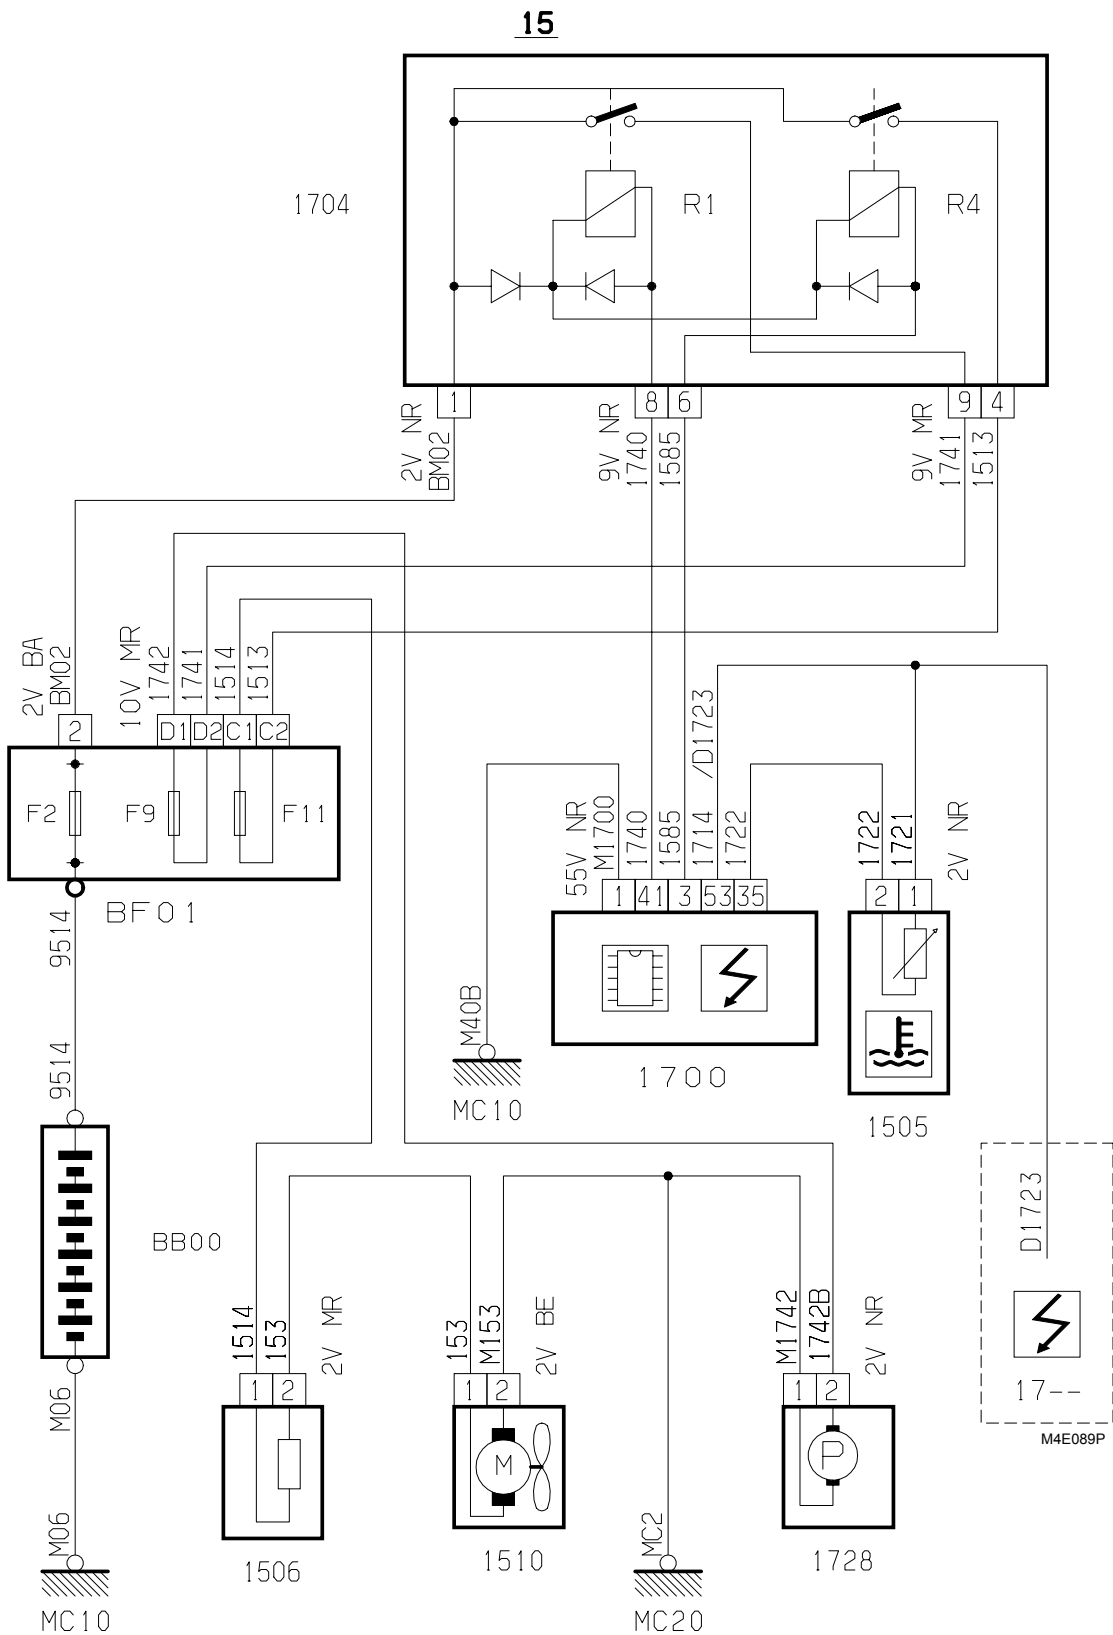 15
1704
R1
R4
1
8
6
9
4
2V NR
BM02
9V NR
1740
1585
9V MR
1741
1513
2V BA
BM02
10V MR
1742
1741
1514
1513
/D1723
2
D1
D2
C1
C2
55V NR
M1700
1740
1585
1714
1722
1722
1721
2V NR
F2
F9
F11
1
41
3
53
35
2
1
BF01
9514
M40B
MC10
1700
1505
9514
D1723
BB00
1514
153
2V MR
153
M153
2V BE
M1742
1742B
2V NR
1
2
1
2
1
2
17--
M4E089P
M06
M
P
M06
MC2
1506
1510
1728
MC10
MC20